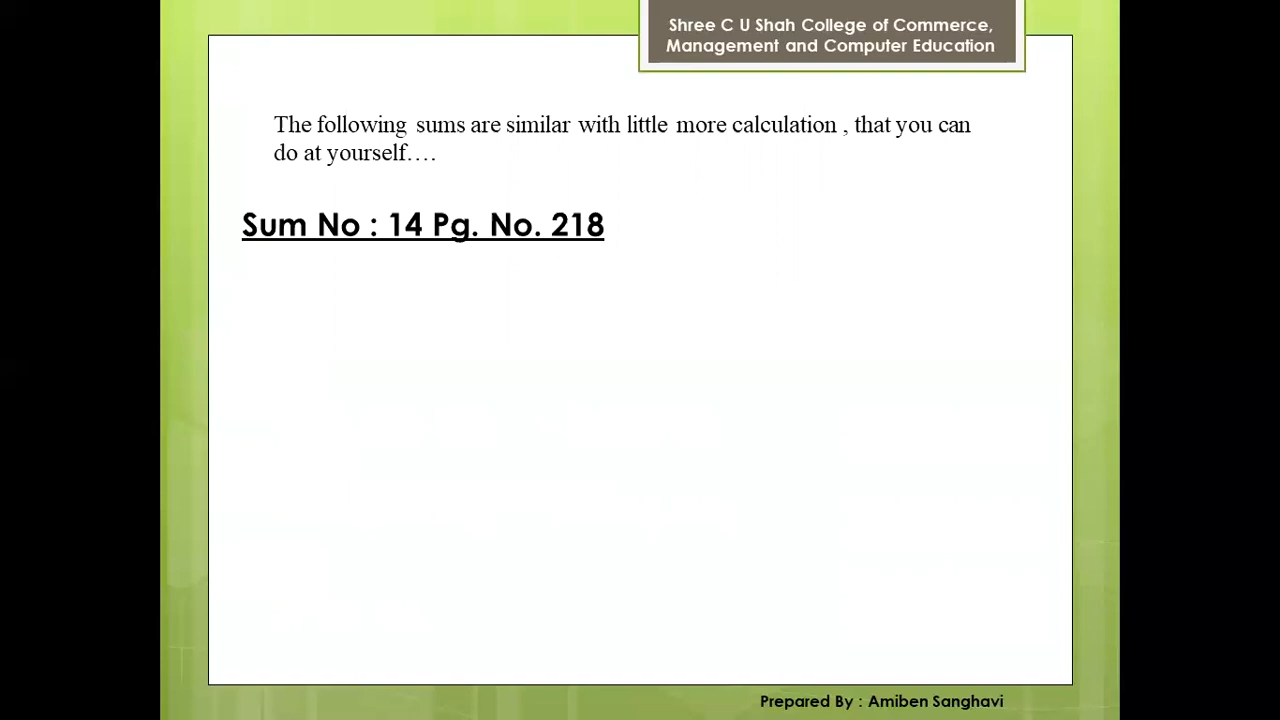 Shree C U Shah College of Commerce,
Management and Computer Education
The following sums are similar with little more calculation , that you can
do at yourself….
Sum No : 14 Pg. No. 218
Prepared By : Amiben Sanghavi